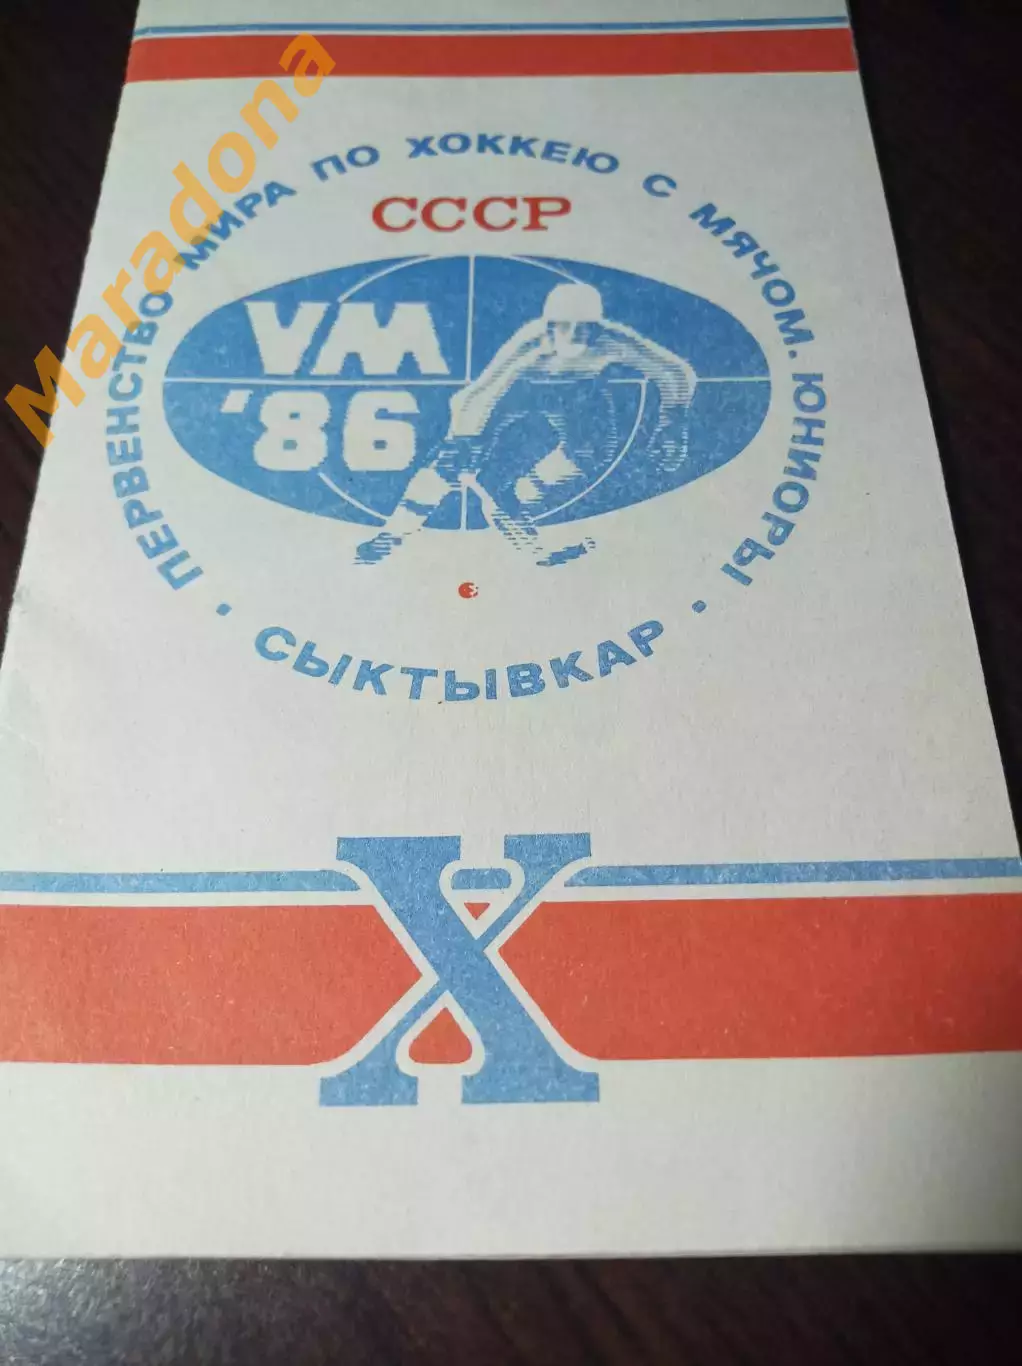 ПЕРВЕНСТВО МИРА ПО ХОККЕЮ С МЯЧОМ. ЮНИОРЫ
СССР
VM
'86
· СЫКТЫВКАР ·
X
Maradona